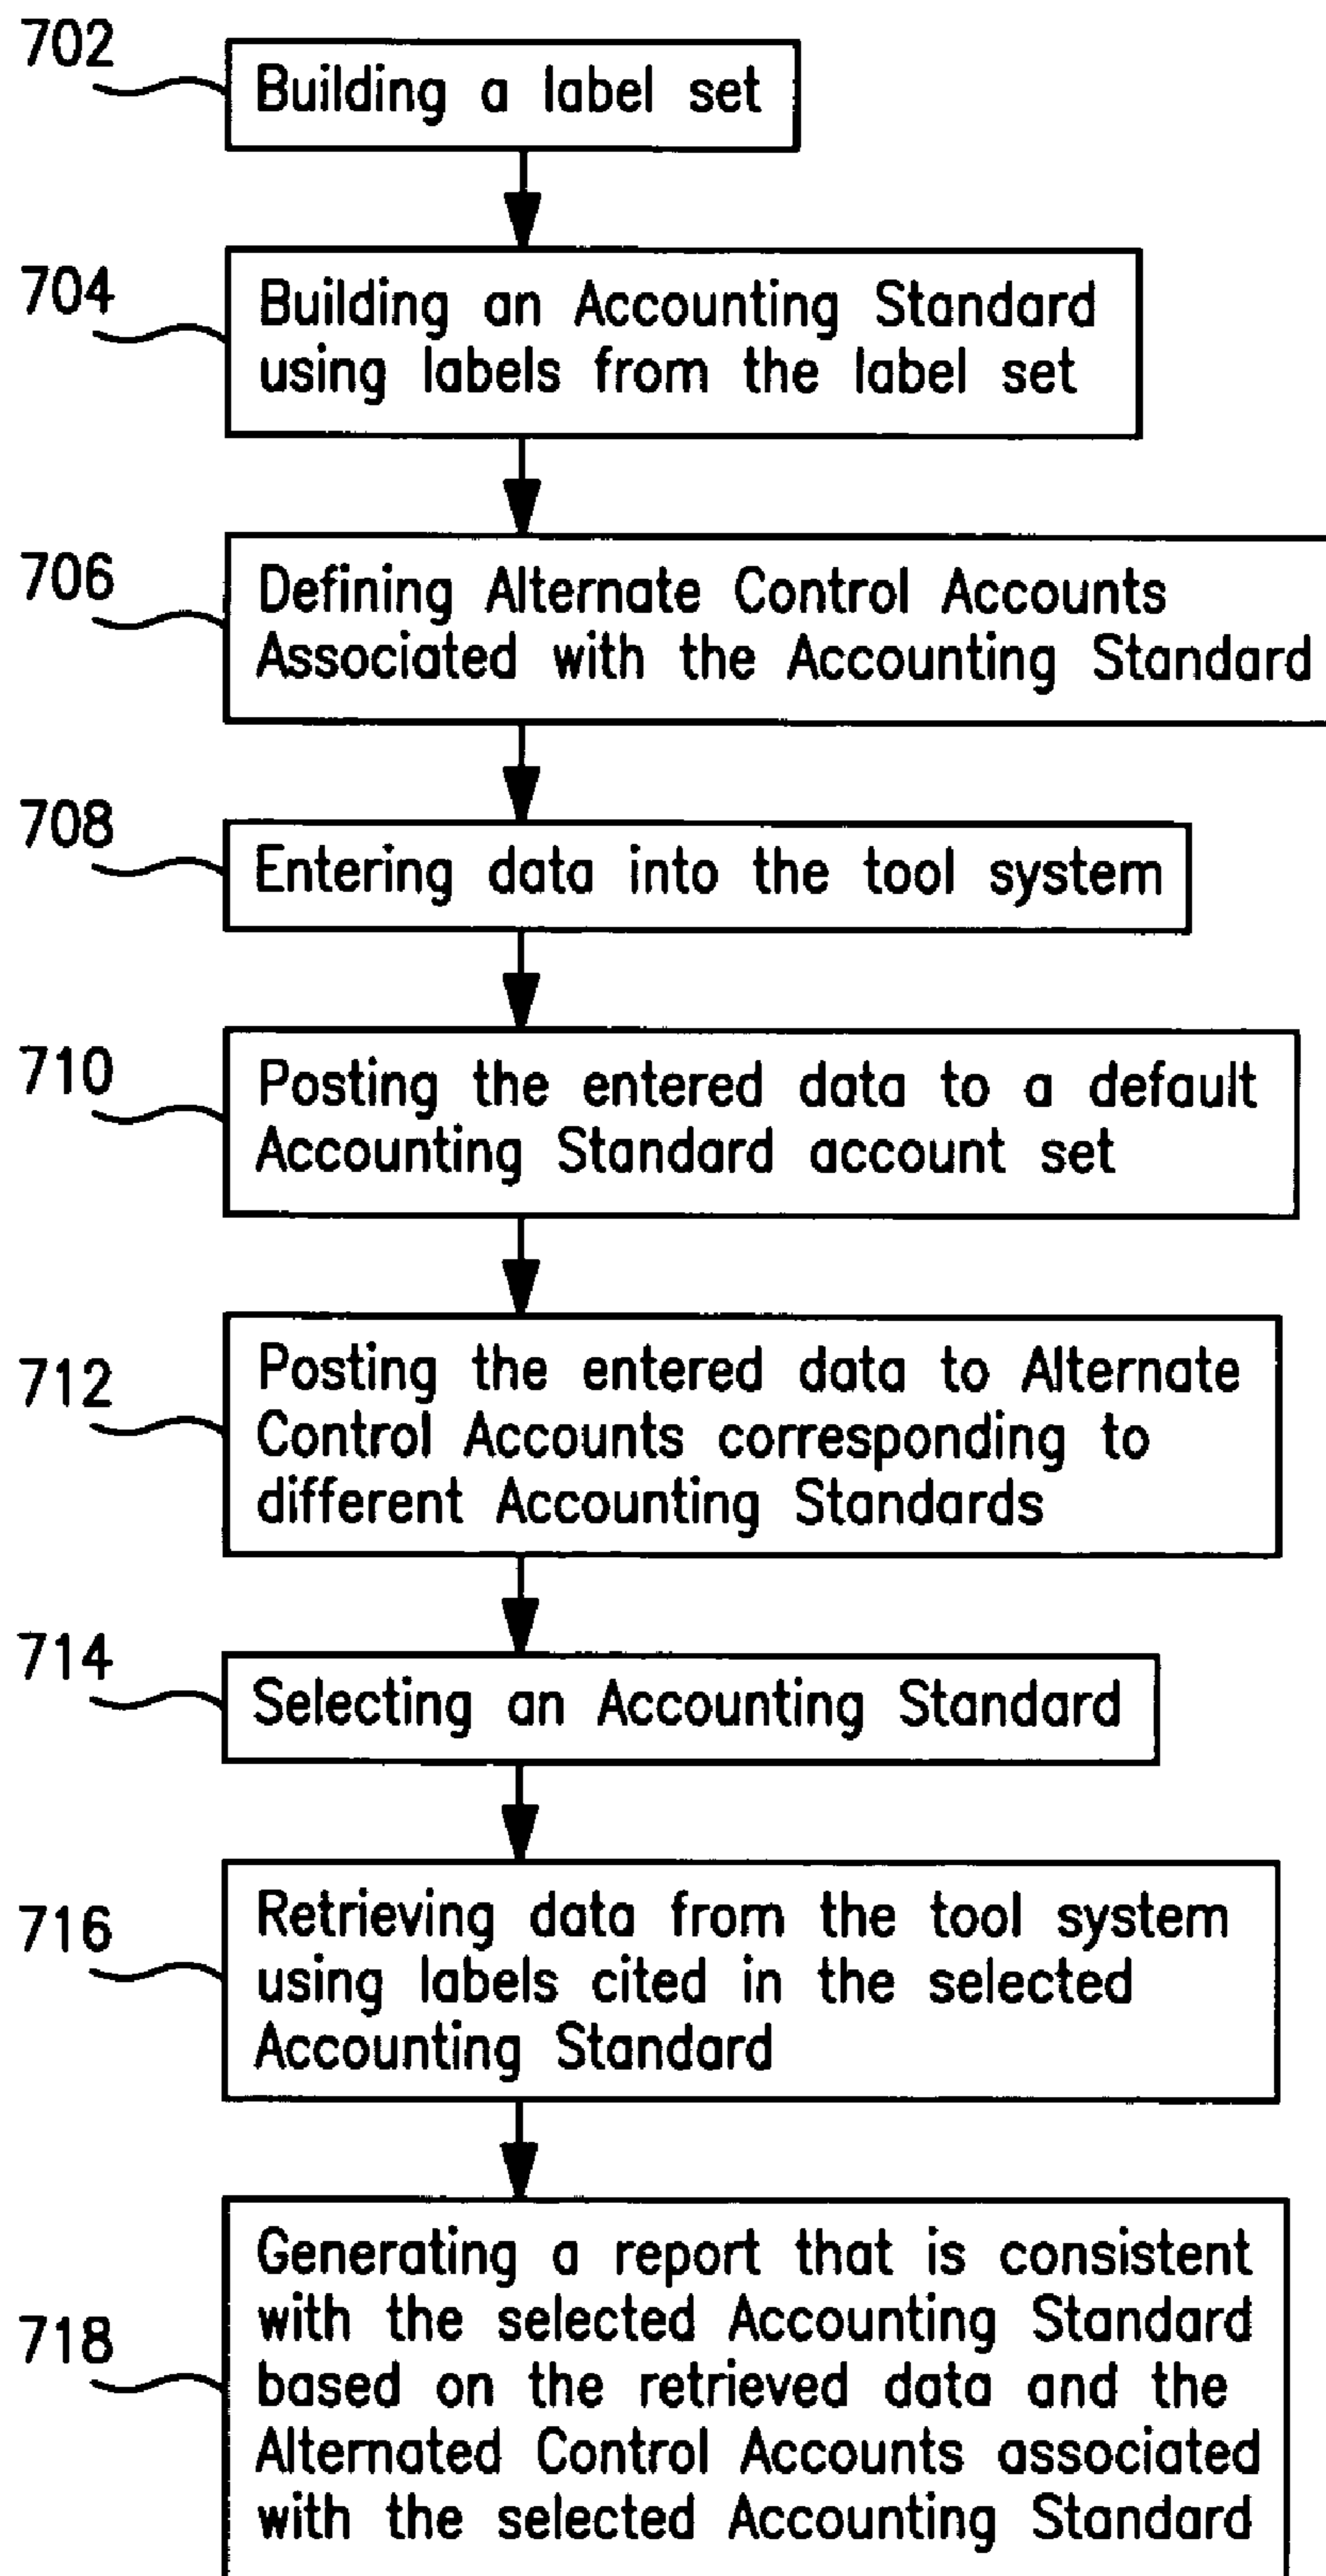 702
Building a label set
704
Building an Accounting Standard
using labels from the label set
706
Defining Alternate Control Accounts
Associated with the Accounting Standard
708
Entering data into the tool system
710
Posting the entered data to a default
Accounting Standard account set
712
Posting the entered data to Alternate
Control Accounts corresponding to
different Accounting Standards
714
Selecting an Accounting Standard
716
Retrieving data from the tool system
using labels cited in the selected
Accounting Standard
718
Generating a report that is consistent
with the selected Accounting Standard
based on the retrieved data and the
Alternated Control Accounts associated
with the selected Accounting Standard